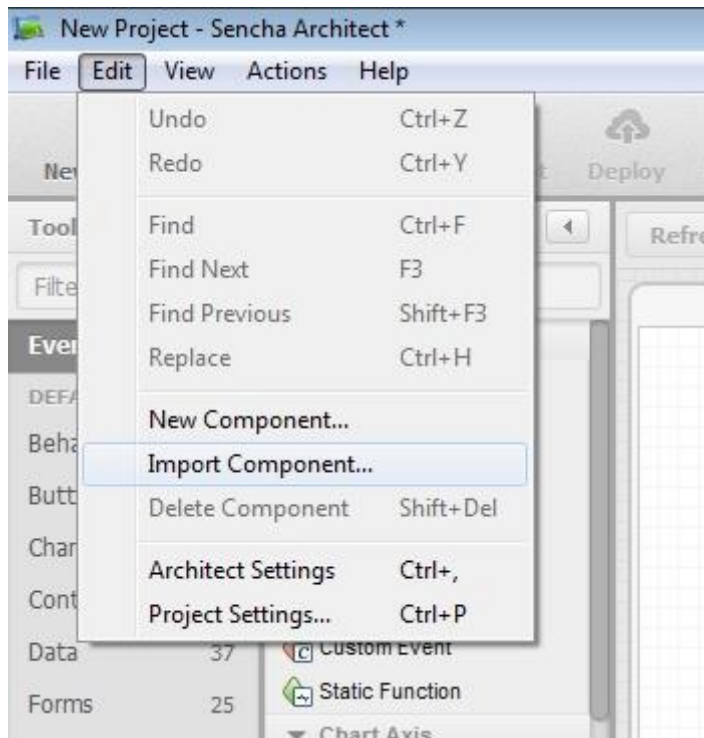 New Project - Sencha Architect *
File Edit View Actions Help
Undo Ctrl+Z
Redo Ctrl+Y
Deploy
Find Ctrl+F
Find Next F3
Find Previous Shift+F3
Replace Ctrl+H
New Component...
Import Component...
Delete Component Shift+Del
Architect Settings Ctrl+,
Project Settings... Ctrl+P
Data 37
Custom Event
Forms 25
Static Function
Chart Axis